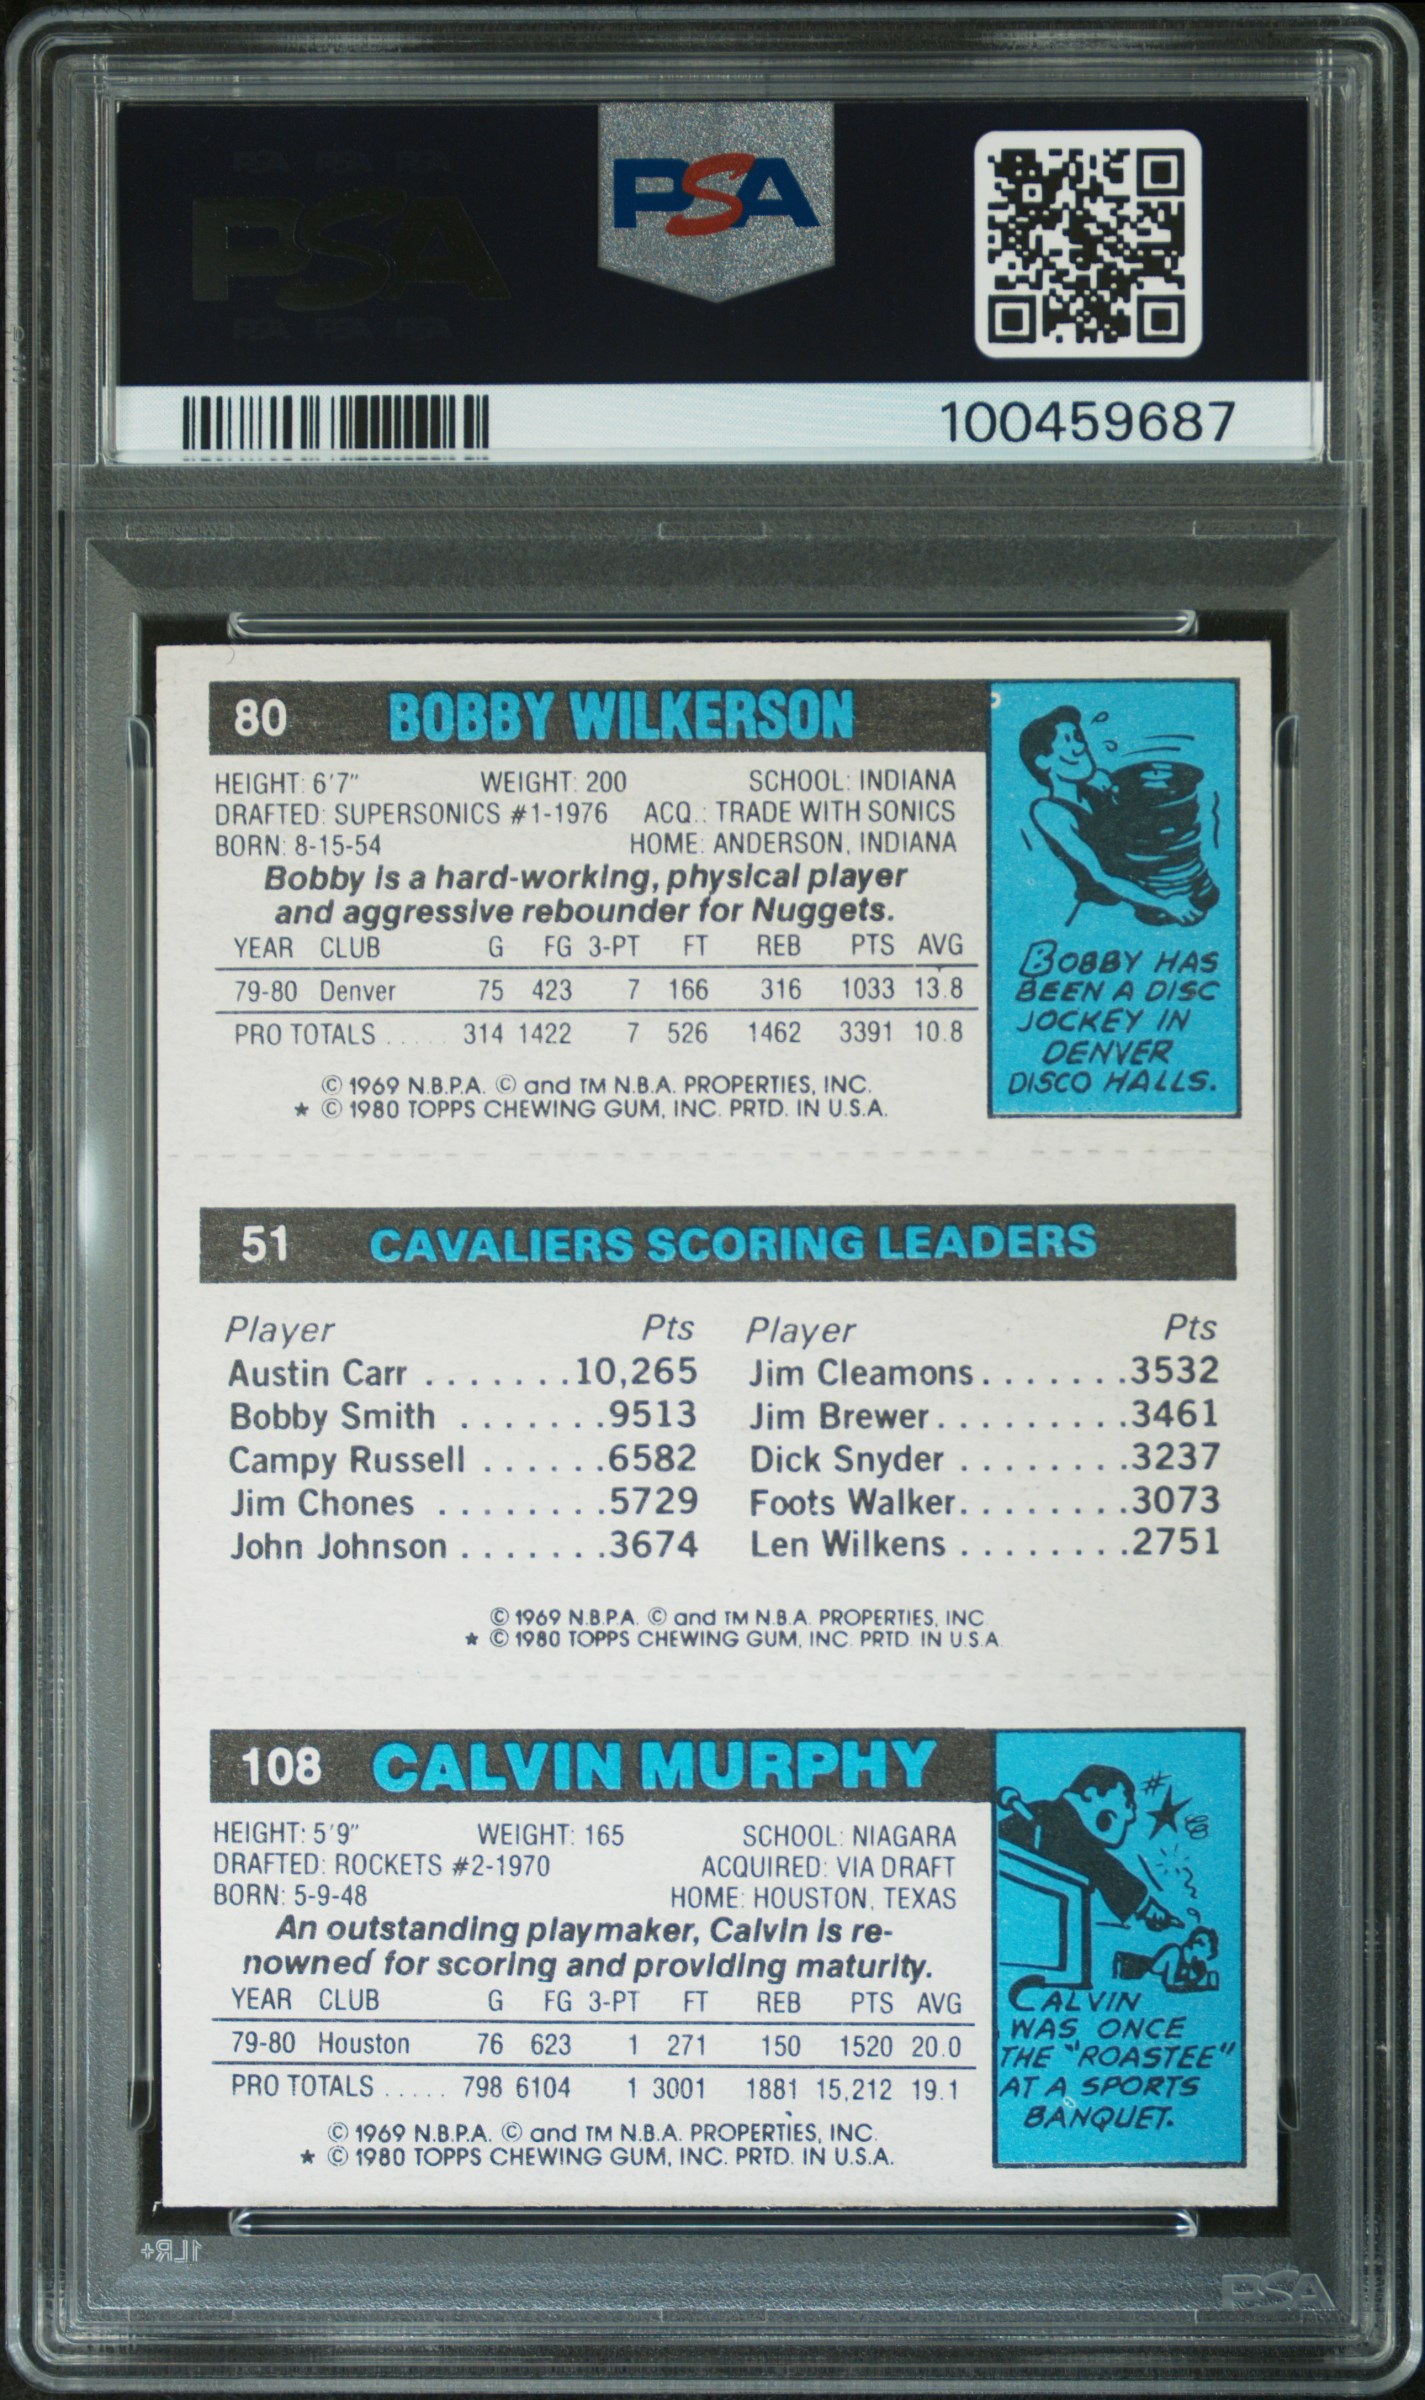 PSA
PSA
100459687
80 BOBBY WILKERSON
HEIGHT: 6'7" WEIGHT: 200 SCHOOL: INDIANA
DRAFTED: SUPERSONICS #1-1976 ACQ.: TRADE WITH SONICS
BORN: 8-15-54 HOME: ANDERSON, INDIANA
Bobby is a hard-working, physical player
and aggressive rebounder for Nuggets.
YEAR CLUB G FG 3-PT FT REB PTS AVG
79-80 Denver 75 423 7 166 316 1033 13.8
PRO TOTALS ..... 314 1422 7 526 1462 3391 10.8
© 1969 N.B.P.A. © and TM N.B.A. PROPERTIES, INC.
★ © 1980 TOPPS CHEWING GUM, INC. PRTD. IN U.S.A.
BOBBY HAS
BEEN A DISC
JOCKEY IN
DENVER
DISCO HALLS.
51 CAVALIERS SCORING LEADERS
Player Pts Player Pts
Austin Carr .......10,265 Jim Cleamons.......3532
Bobby Smith .......9513 Jim Brewer.........3461
Campy Russell ......6582 Dick Snyder ........3237
Jim Chones ........5729 Foots Walker........3073
John Johnson .......3674 Len Wilkens ........2751
© 1969 N.B.P.A. © and TM N.B.A. PROPERTIES, INC.
★ © 1980 TOPPS CHEWING GUM, INC. PRTD. IN U.S.A.
108 CALVIN MURPHY
HEIGHT: 5'9" WEIGHT: 165 SCHOOL: NIAGARA
DRAFTED: ROCKETS #2-1970 ACQUIRED: VIA DRAFT
BORN: 5-9-48 HOME: HOUSTON, TEXAS
An outstanding playmaker, Calvin is re-
nowned for scoring and providing maturity.
YEAR CLUB G FG 3-PT FT REB PTS AVG
79-80 Houston 76 623 1 271 150 1520 20.0
PRO TOTALS ..... 798 6104 1 3001 1881 15,212 19.1
© 1969 N.B.P.A. © and TM N.B.A. PROPERTIES, INC.
★ © 1980 TOPPS CHEWING GUM, INC. PRTD. IN U.S.A.
CALVIN
WAS ONCE
THE "ROASTEE"
AT A SPORTS
BANQUET.
1LR+
PSA